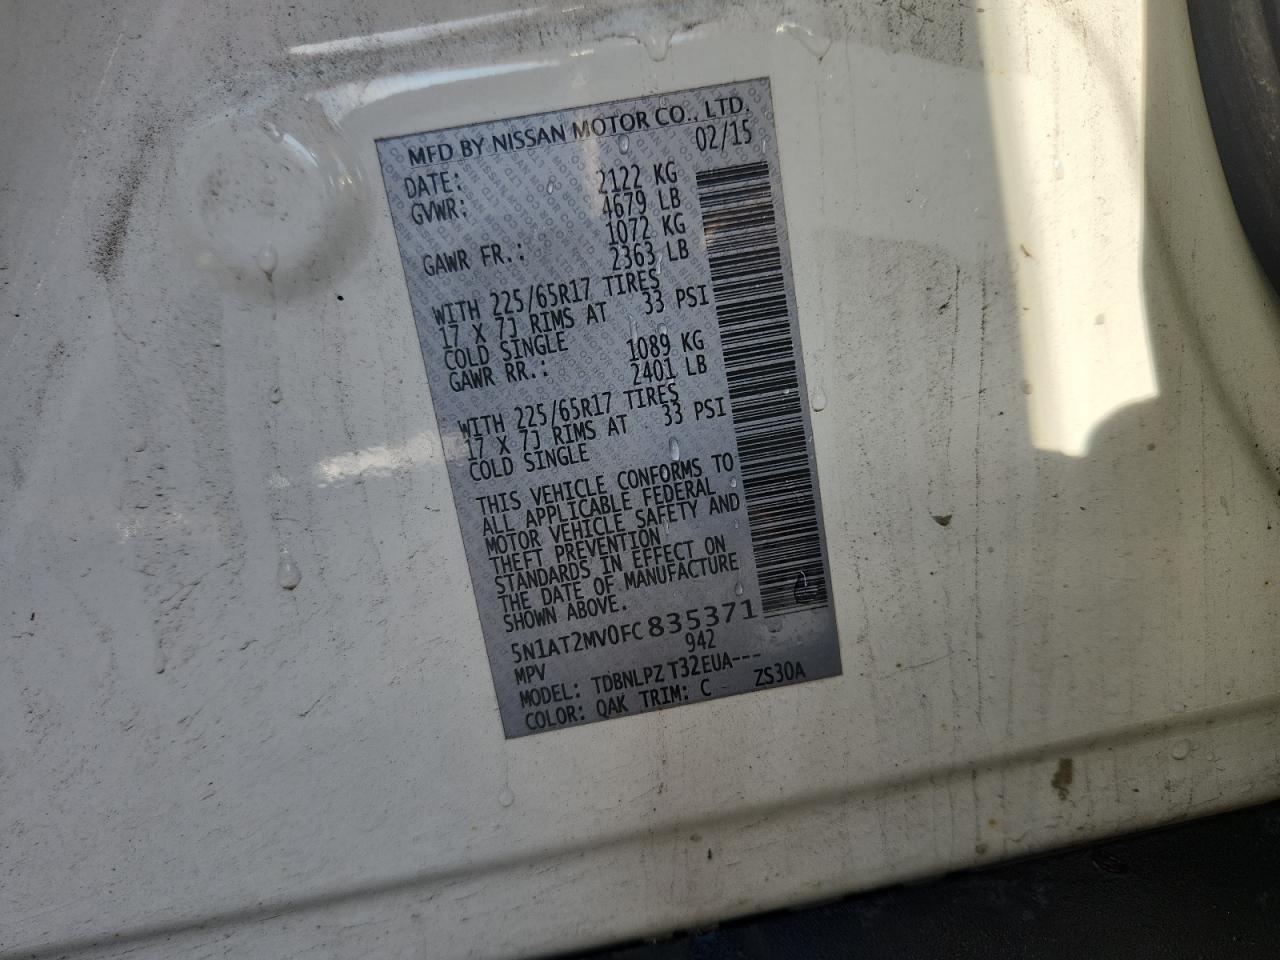 MFD BY NISSAN MOTOR CO., LTD.
DATE: 02/15
GVWR: 2122 KG
4679 LB
GAWR FR.: 1072 KG
2363 LB
WITH 225/65R17 TIRES
17 X 7J RIMS AT 33 PSI
COLD SINGLE
GAWR RR.: 1089 KG
2401 LB
WITH 225/65R17 TIRES
17 X 7J RIMS AT 33 PSI
COLD SINGLE
THIS VEHICLE CONFORMS TO
ALL APPLICABLE FEDERAL
MOTOR VEHICLE SAFETY AND
THEFT PREVENTION
STANDARDS IN EFFECT ON
THE DATE OF MANUFACTURE
SHOWN ABOVE.
5N1AT2MV0FC835371
MPV 942
MODEL: TDBNLPZ T32EUA---
COLOR: QAK TRIM: C ZS30A